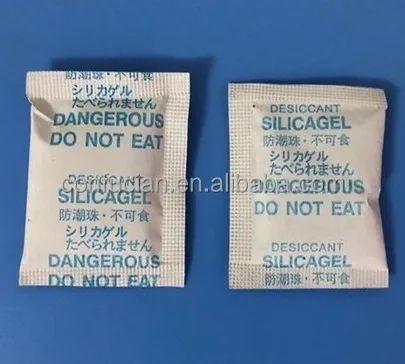 防潮珠・不可食
シリカゲル
たべられません
DANGEROUS
DO NOT EAT
DESICCANT
SILICAGEL
防潮珠・不可食
シリカゲル
たべられません
DANGEROUS
DO NOT EAT
DESICCANT
SILICAGEL
防潮珠・不可食
シリカゲル
たべられません
DANGEROUS
DO NOT EAT
DESICCANT
SILICAGEL
防潮珠・不可食
confucian.en.alibaba.com